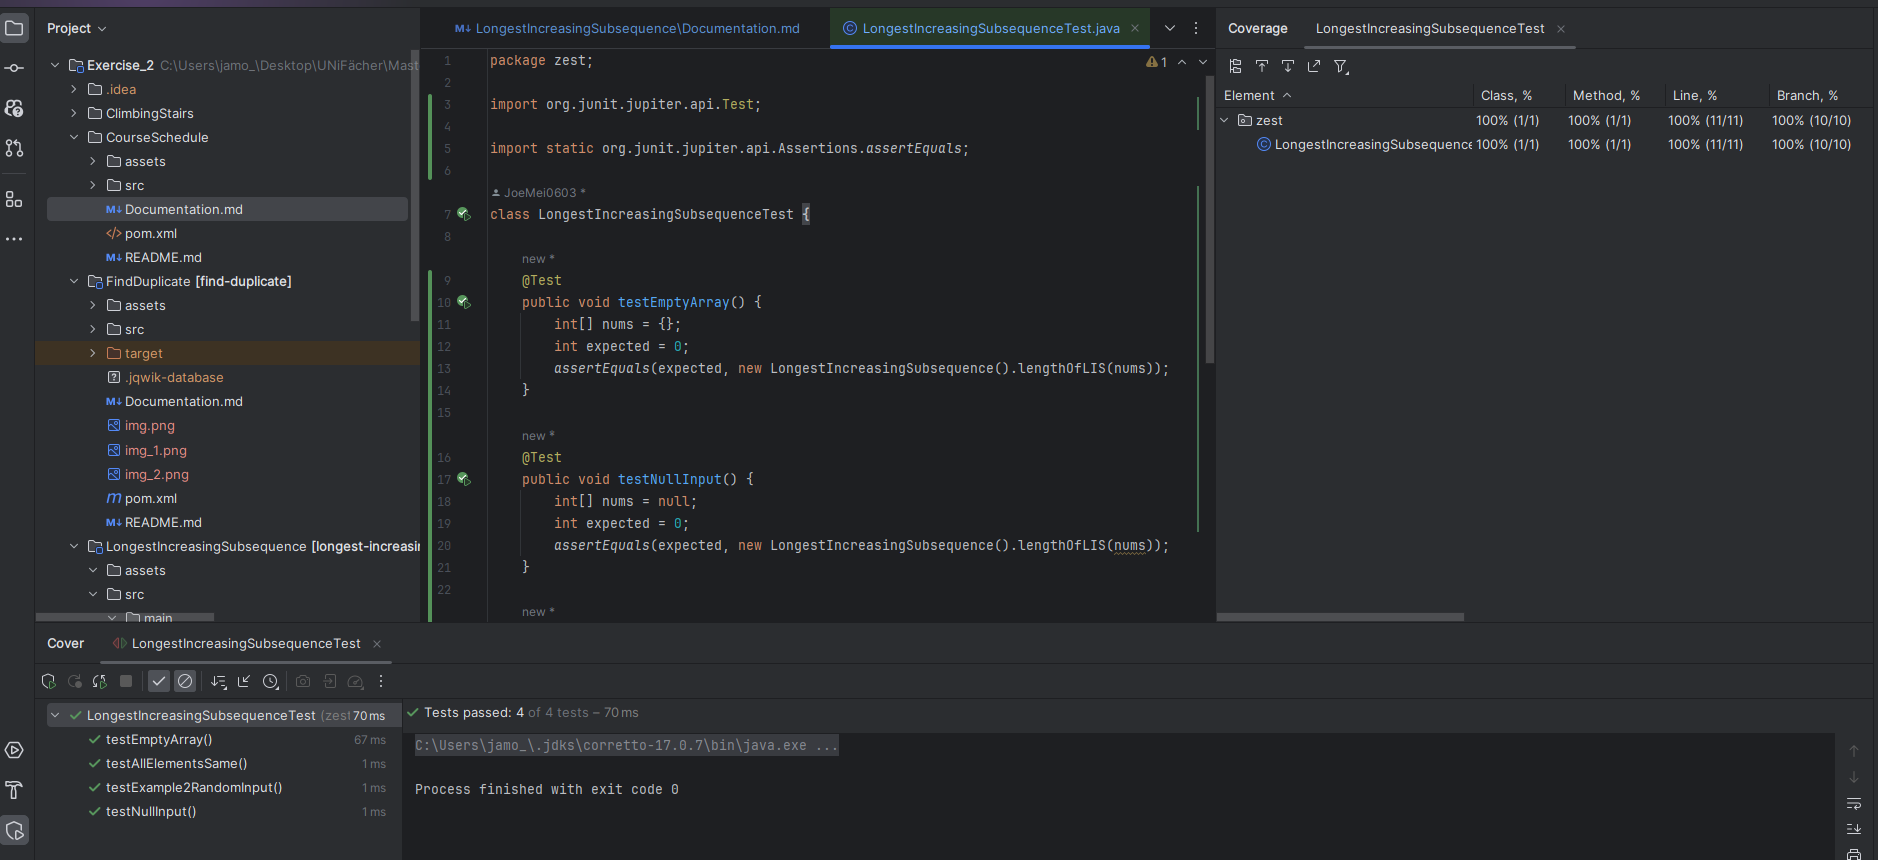 Project
Exercise_2 C:\Users\jamo_\Desktop\UNiFächer\Mast
.idea
ClimbingStairs
CourseSchedule
assets
src
Documentation.md
pom.xml
README.md
FindDuplicate [find-duplicate]
assets
src
target
.jqwik-database
Documentation.md
img.png
img_1.png
img_2.png
pom.xml
README.md
LongestIncreasingSubsequence [longest-increasin
assets
src
main
LongestIncreasingSubsequence\Documentation.md
LongestIncreasingSubsequenceTest.java
1
1 package zest;
2
3 import org.junit.jupiter.api.Test;
4
5 import static org.junit.jupiter.api.Assertions.assertEquals;
6
JoeMei0603 *
7 class LongestIncreasingSubsequenceTest {
8
new *
9 @Test
10 public void testEmptyArray() {
11 int[] nums = {};
12 int expected = 0;
13 assertEquals(expected, new LongestIncreasingSubsequence().lengthOfLIS(nums));
14 }
15
new *
16 @Test
17 public void testNullInput() {
18 int[] nums = null;
19 int expected = 0;
20 assertEquals(expected, new LongestIncreasingSubsequence().lengthOfLIS(nums));
21 }
22
new *
Coverage LongestIncreasingSubsequenceTest
Element Class, % Method, % Line, % Branch, %
zest 100% (1/1) 100% (1/1) 100% (11/11) 100% (10/10)
LongestIncreasingSubsequence 100% (1/1) 100% (1/1) 100% (11/11) 100% (10/10)
Cover LongestIncreasingSubsequenceTest
LongestIncreasingSubsequenceTest (zest 70 ms
testEmptyArray() 67 ms
testAllElementsSame() 1 ms
testExample2RandomInput() 1 ms
testNullInput() 1 ms
Tests passed: 4 of 4 tests – 70 ms
C:\Users\jamo_\.jdks\corretto-17.0.7\bin\java.exe ...
Process finished with exit code 0